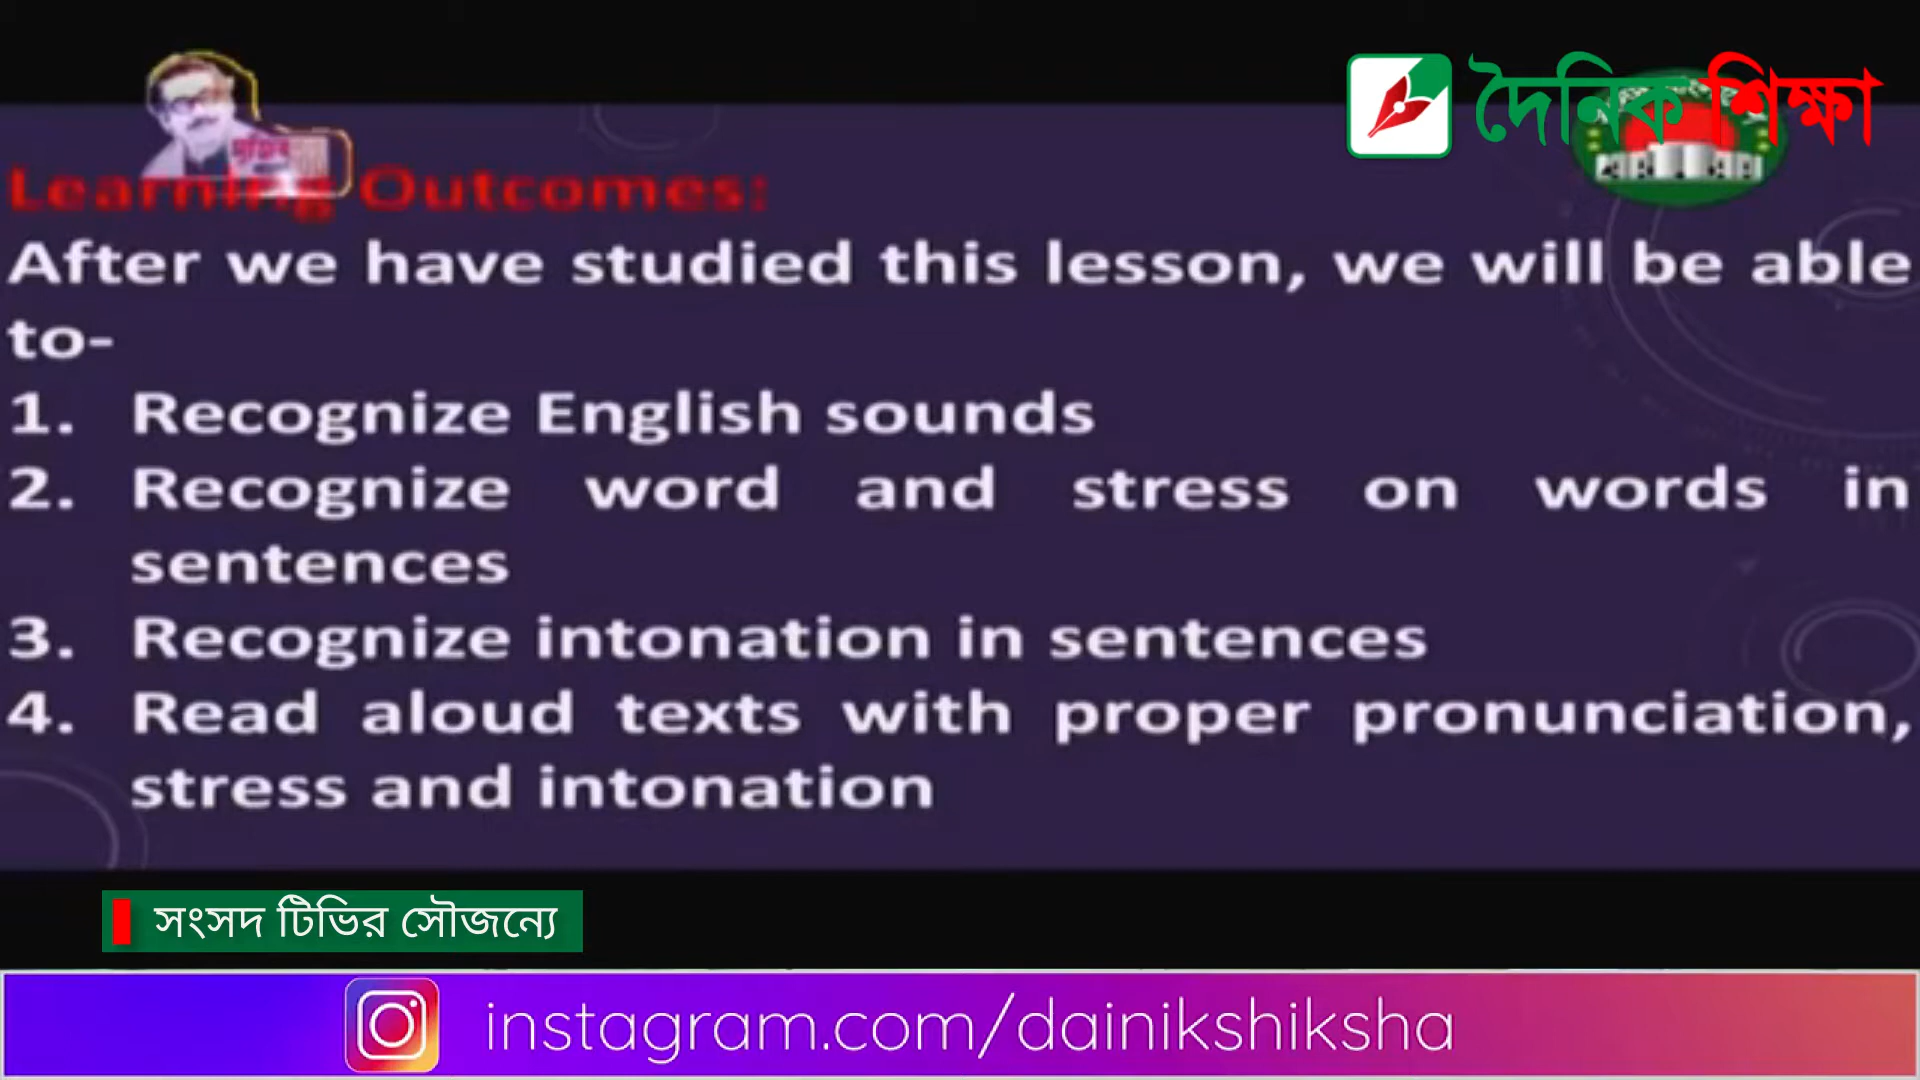 দৈনিক শিক্ষা
Learning Outcomes:
After we have studied this lesson, we will be able
to-
1. Recognize English sounds
2. Recognize word and stress on words in
sentences
3. Recognize intonation in sentences
4. Read aloud texts with proper pronunciation,
stress and intonation
সংসদ টিভির সৌজন্যে
instagram.com/dainikshiksha